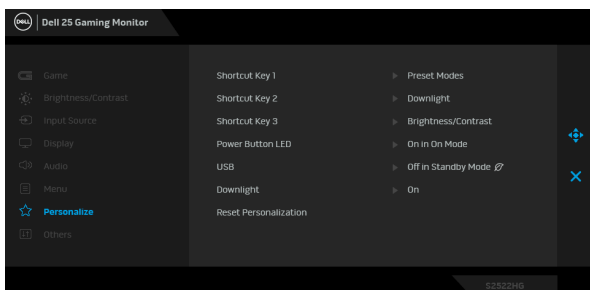 DELL Dell 25 Gaming Monitor
Game
Brightness/Contrast
Input Source
Display
Audio
Menu
Personalize
Others
Shortcut Key 1 Preset Modes
Shortcut Key 2 Downlight
Shortcut Key 3 Brightness/Contrast
Power Button LED On in On Mode
USB Off in Standby Mode
Downlight On
Reset Personalization
S2522HG